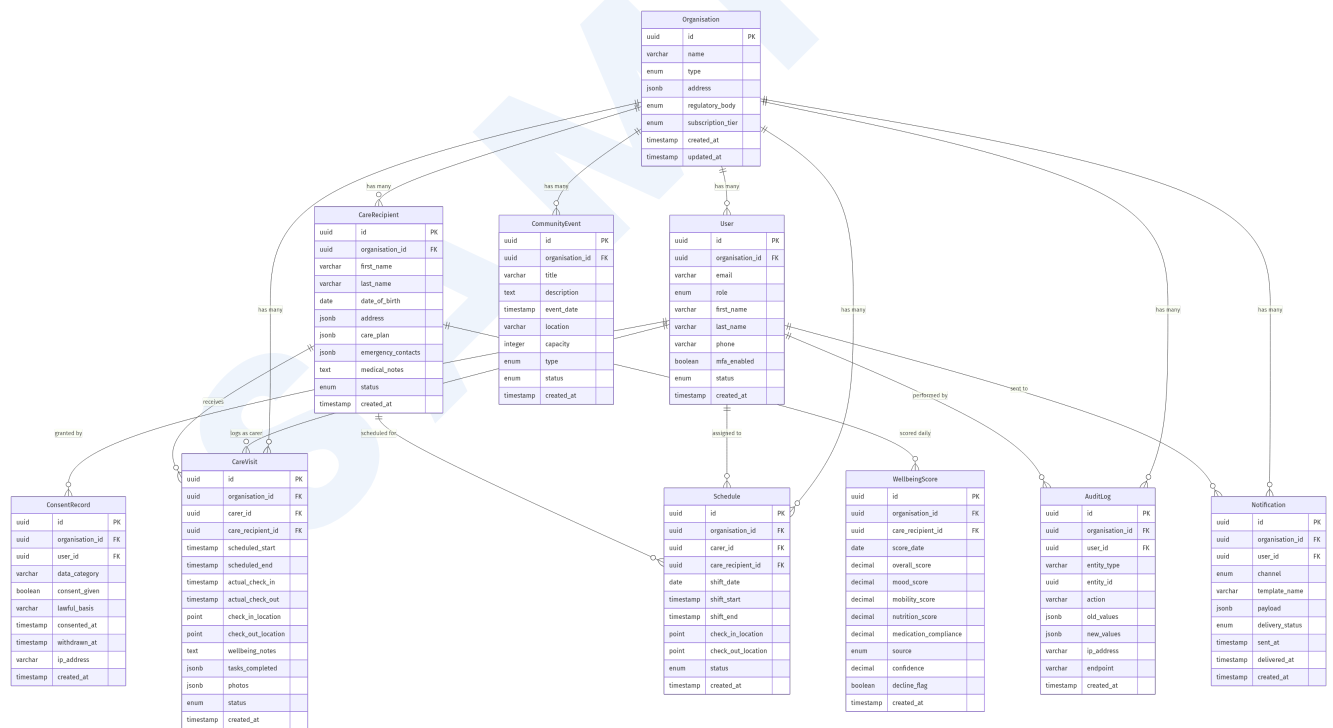 Organisation
uuid id PK
varchar name
enum type
jsonb address
enum regulatory_body
enum subscription_tier
timestamp created_at
timestamp updated_at
has many
has many
has many
CareRecipient
uuid id PK
uuid organisation_id FK
varchar first_name
varchar last_name
date date_of_birth
jsonb address
jsonb care_plan
jsonb emergency_contacts
text medical_notes
enum status
timestamp created_at
CommunityEvent
uuid id PK
uuid organisation_id FK
varchar title
text description
timestamp event_date
varchar location
integer capacity
enum type
enum status
timestamp created_at
User
uuid id PK
uuid organisation_id FK
varchar email
enum role
varchar first_name
varchar last_name
varchar phone
boolean mfa_enabled
enum status
timestamp created_at
has many
has many
has many
has many
receives
performed by
sent to
granted by
logs as carer
scheduled for
assigned to
scored daily
ConsentRecord
uuid id PK
uuid organisation_id FK
uuid user_id FK
varchar data_category
boolean consent_given
varchar lawful_basis
timestamp consented_at
timestamp withdrawn_at
varchar ip_address
timestamp created_at
CareVisit
uuid id PK
uuid organisation_id FK
uuid carer_id FK
uuid care_recipient_id FK
timestamp scheduled_start
timestamp scheduled_end
timestamp actual_check_in
timestamp actual_check_out
point check_in_location
point check_out_location
text wellbeing_notes
jsonb tasks_completed
jsonb photos
enum status
timestamp created_at
Schedule
uuid id PK
uuid organisation_id FK
uuid carer_id FK
uuid care_recipient_id FK
date shift_date
timestamp shift_start
timestamp shift_end
point check_in_location
point check_out_location
enum status
timestamp created_at
WellbeingScore
uuid id PK
uuid organisation_id FK
uuid care_recipient_id FK
date score_date
decimal overall_score
decimal mood_score
decimal mobility_score
decimal nutrition_score
decimal medication_compliance
enum source
decimal confidence
boolean decline_flag
timestamp created_at
AuditLog
uuid id PK
uuid organisation_id FK
uuid user_id FK
varchar entity_type
uuid entity_id
varchar action
jsonb old_values
jsonb new_values
varchar ip_address
varchar endpoint
timestamp created_at
Notification
uuid id PK
uuid organisation_id FK
uuid user_id FK
enum channel
varchar template_name
jsonb payload
enum delivery_status
timestamp sent_at
timestamp delivered_at
timestamp created_at